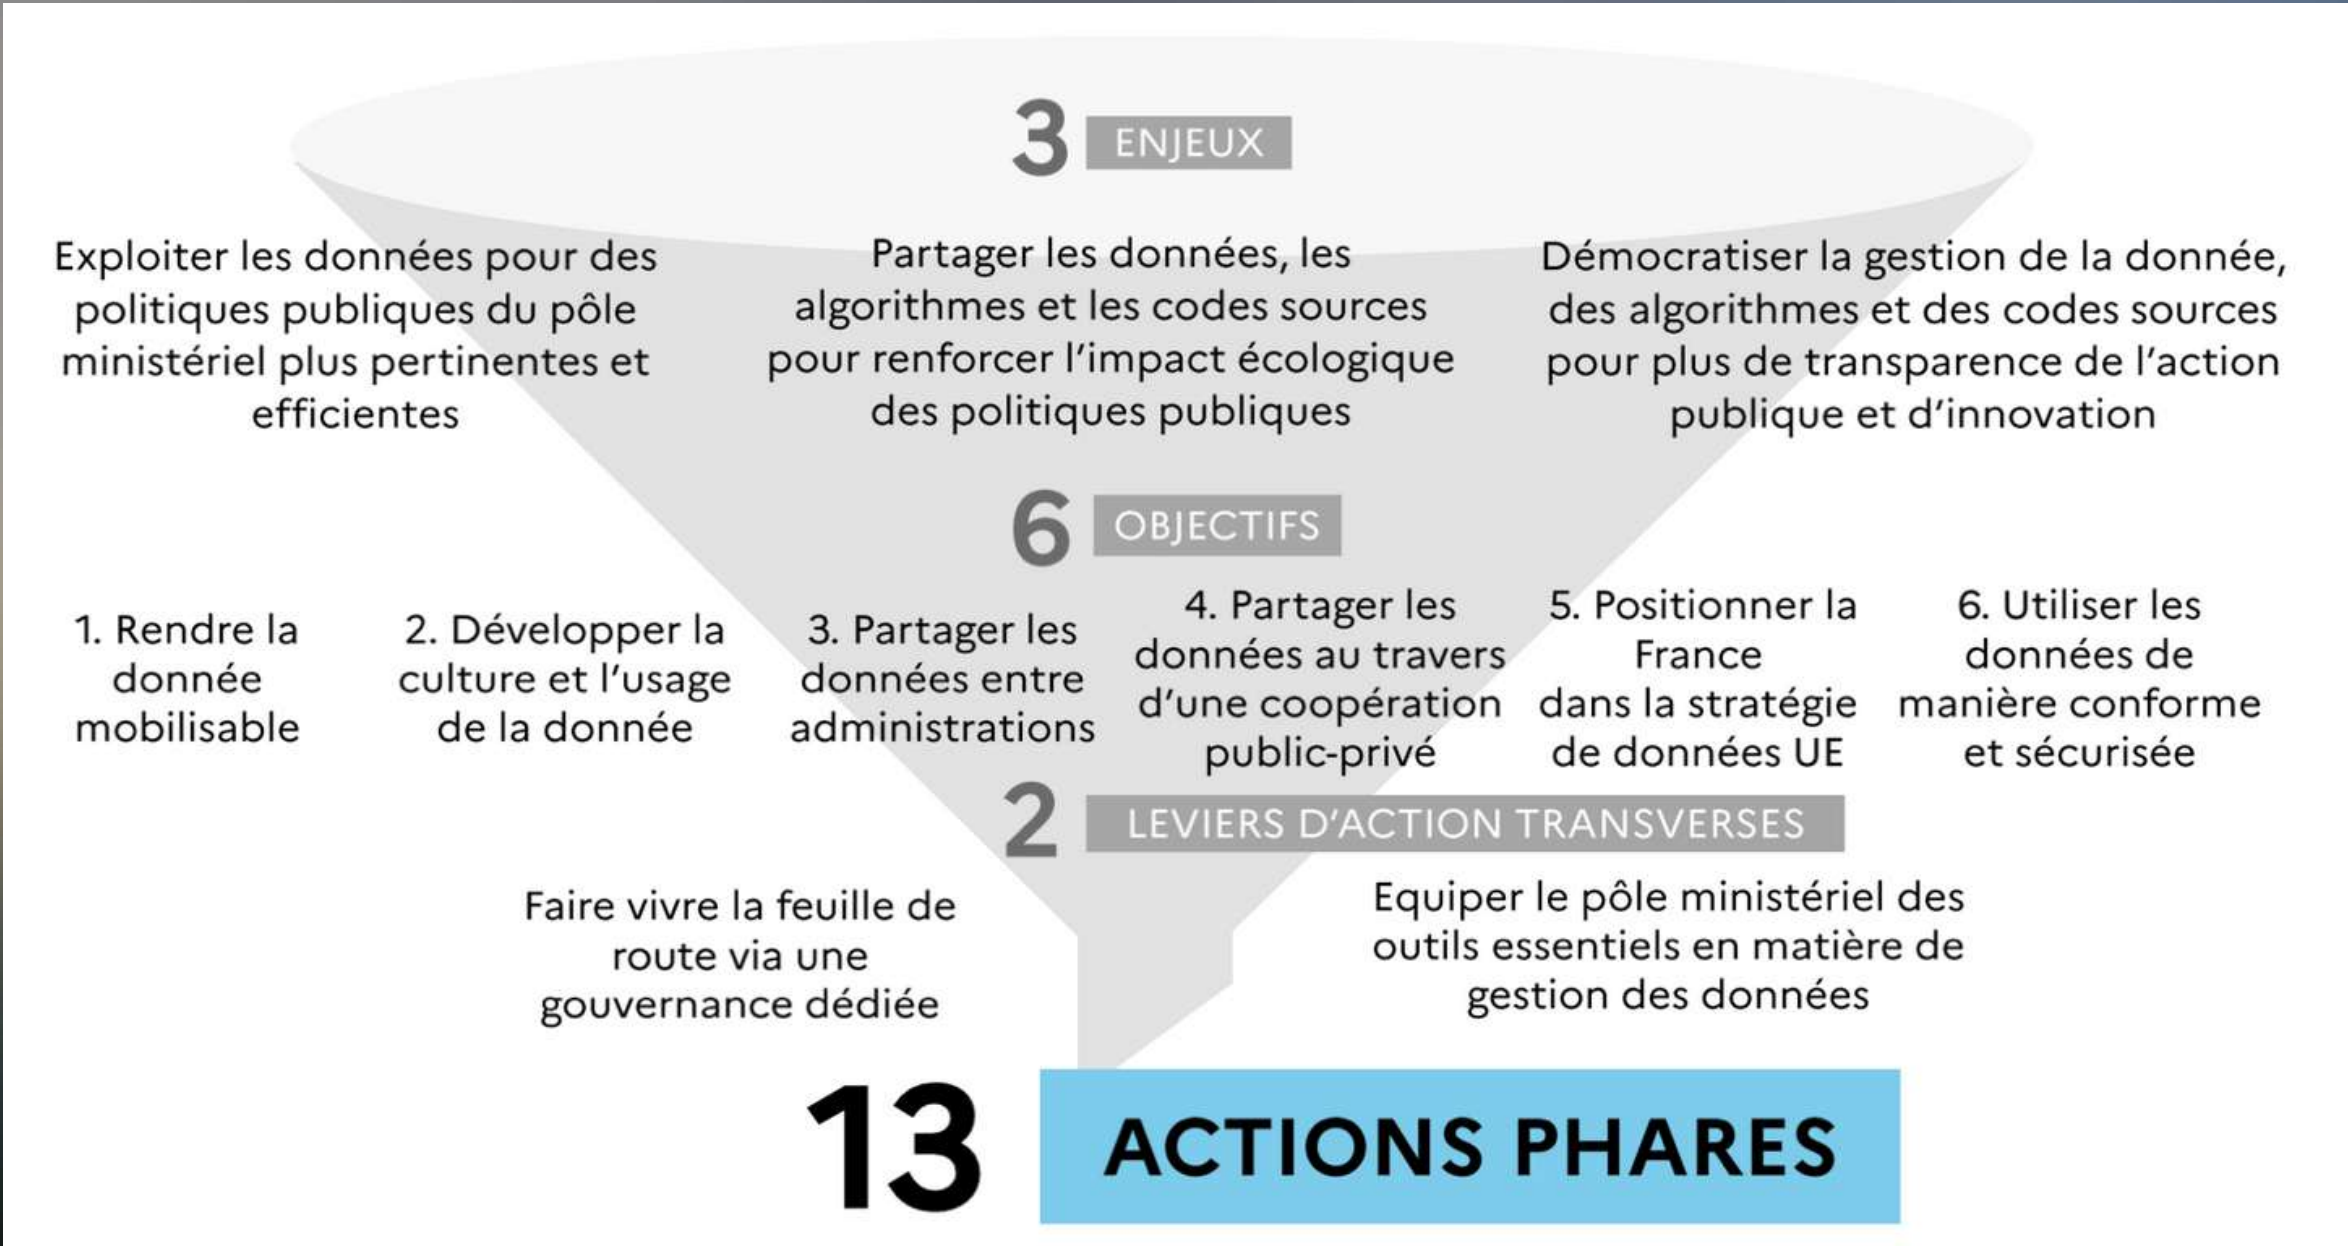 3 ENJEUX
Exploiter les données pour des
politiques publiques du pôle
ministériel plus pertinentes et
efficientes
Partager les données, les
algorithmes et les codes sources
pour renforcer l'impact écologique
des politiques publiques
Démocratiser la gestion de la donnée,
des algorithmes et des codes sources
pour plus de transparence de l'action
publique et d'innovation
6 OBJECTIFS
1. Rendre la
donnée
mobilisable
2. Développer la
culture et l'usage
de la donnée
3. Partager les
données entre
administrations
4. Partager les
données au travers
d'une coopération
public-privé
5. Positionner la
France
dans la stratégie
de données UE
6. Utiliser les
données de
manière conforme
et sécurisée
2 LEVIERS D'ACTION TRANSVERSES
Faire vivre la feuille de
route via une
gouvernance dédiée
Equiper le pôle ministériel des
outils essentiels en matière de
gestion des données
13 ACTIONS PHARES